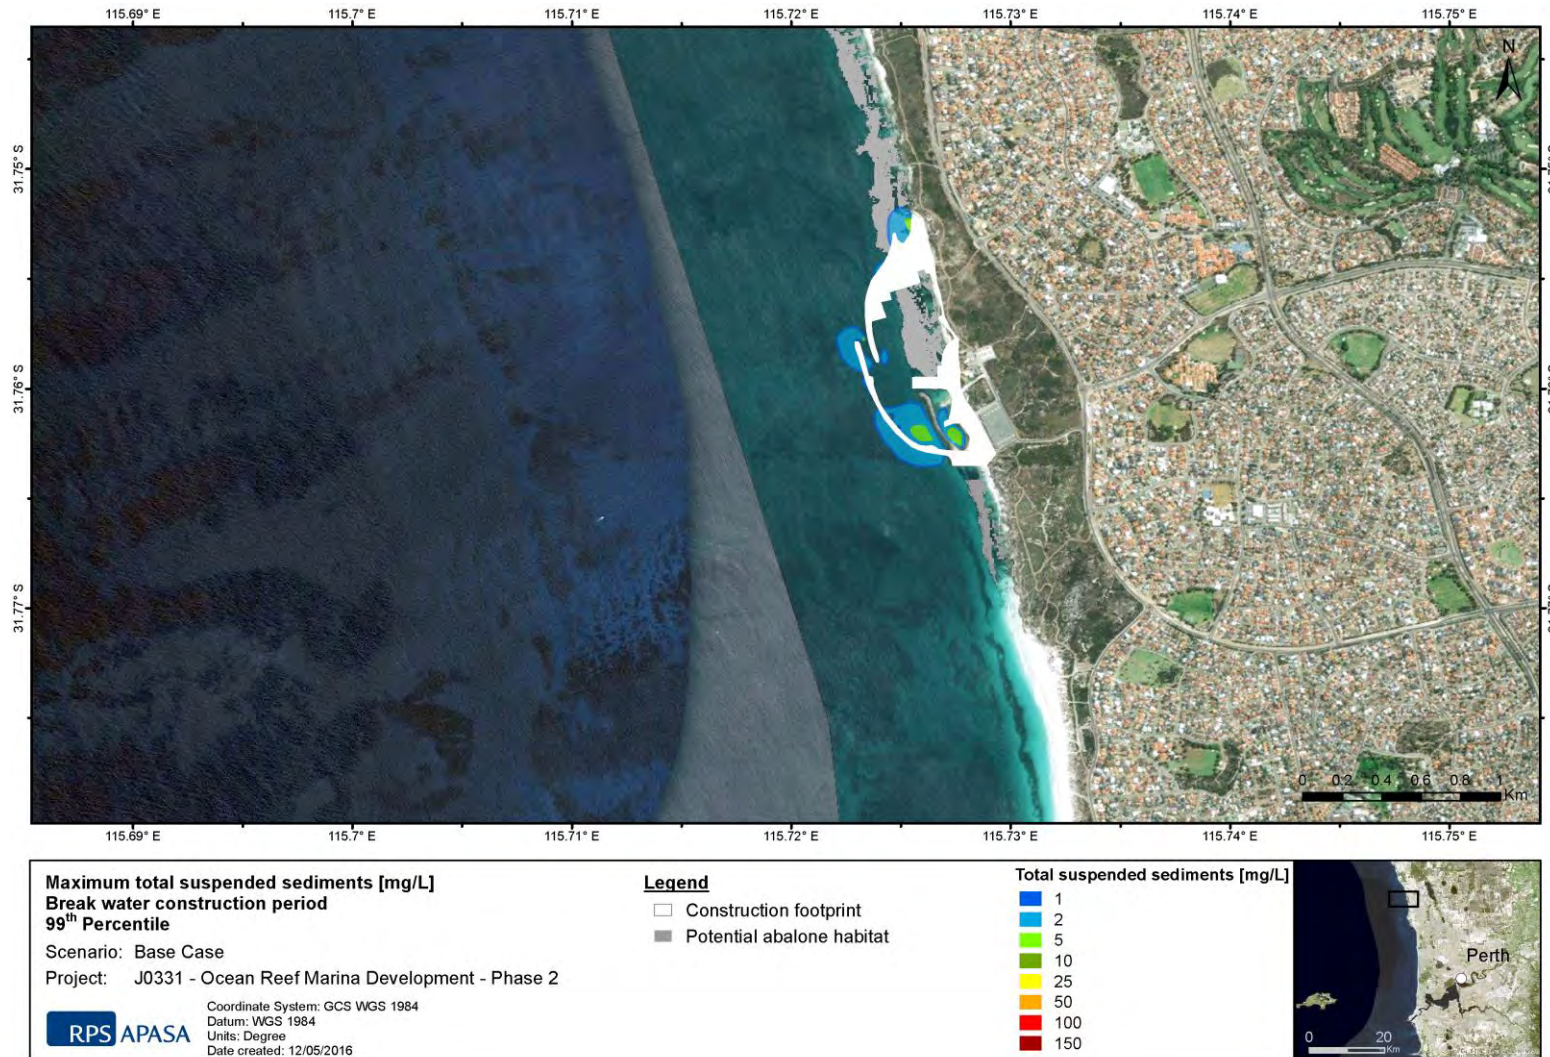 115.69° E 115.7° E 115.71° E 115.72° E 115.73° E 115.74° E 115.75° E
N
31.75° S
31.76° S
31.77° S
0 0.2 0.4 0.6 0.8 1
Km
115.69° E 115.7° E 115.71° E 115.72° E 115.73° E 115.74° E 115.75° E
Maximum total suspended sediments [mg/L]
Break water construction period
99th Percentile
Scenario: Base Case
Project: J0331 - Ocean Reef Marina Development - Phase 2
RPS APASA
Coordinate System: GCS WGS 1984
Datum: WGS 1984
Units: Degree
Date created: 12/05/2016
Legend
Construction footprint
Potential abalone habitat
Total suspended sediments [mg/L]
1
2
5
10
25
50
100
150
Perth
0 20
Km